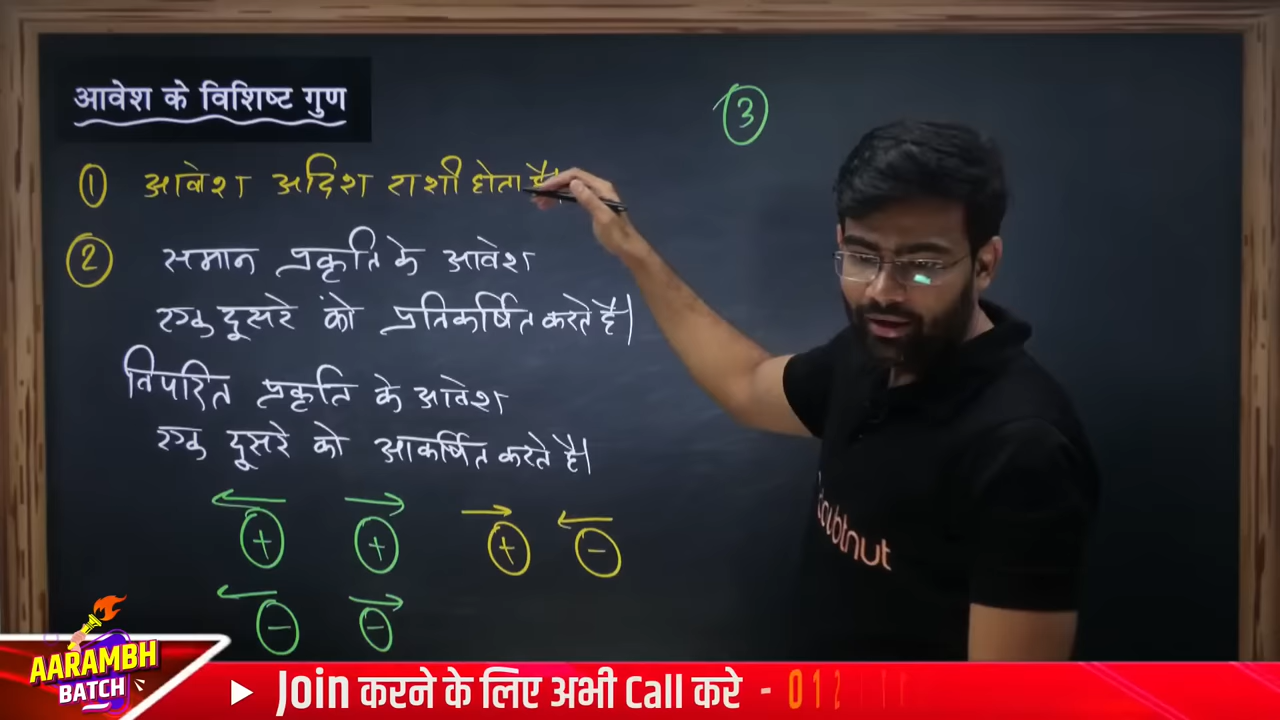 आवेश के विशिष्ट गुण
① आवेश अदिश राशी होता है।
② समान प्रकृति के आवेश
एक दूसरे को प्रतिकर्षित करते है।
विपरित प्रकृति के आवेश
एक दूसरे को आकर्षित करते है।
+ + + -
- -
③
doubtnut
AARAMBH
BATCH
Join करने के लिए अभी Call करे - 012